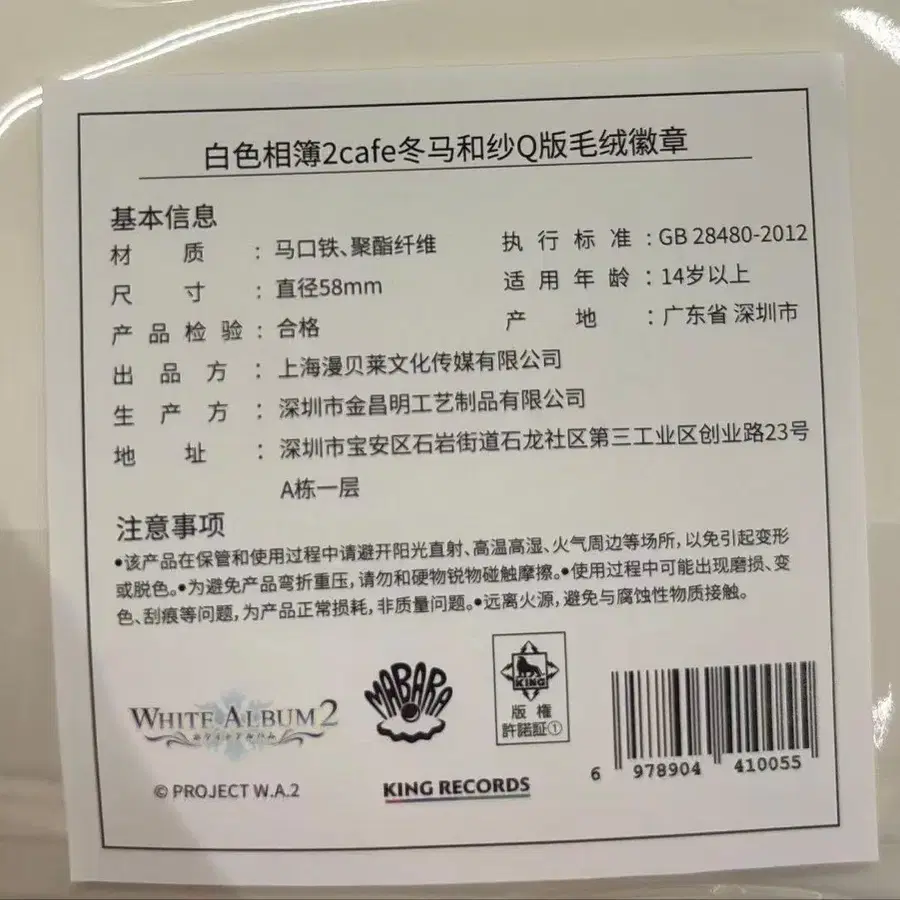 白色相簿2cafe冬马和纱Q版毛绒徽章
基本信息
材质：马口铁、聚酯纤维
执行标准：GB 28480-2012
尺寸：直径58mm
适用年龄：14岁以上
产品检验：合格
产地：广东省 深圳市
出品方：上海漫贝莱文化传媒有限公司
生产方：深圳市金昌明工艺制品有限公司
地址：深圳市宝安区石岩街道石龙社区第三工业区创业路23号
A栋一层
注意事项
•该产品在保管和使用过程中请避开阳光直射、高温高湿、火气周边等场所，以免引起变形
或脱色。•为避免产品弯折重压，请勿和硬物锐物碰触摩擦。•使用过程中可能出现磨损、变
色、刮痕等问题，为产品正常损耗，非质量问题。•远离火源，避免与腐蚀性物质接触。
WHITE ALBUM2
ホワイトアルバム
MABARA
KING
版権
許諾証①
© PROJECT W.A.2
KING RECORDS
6 978904 410055